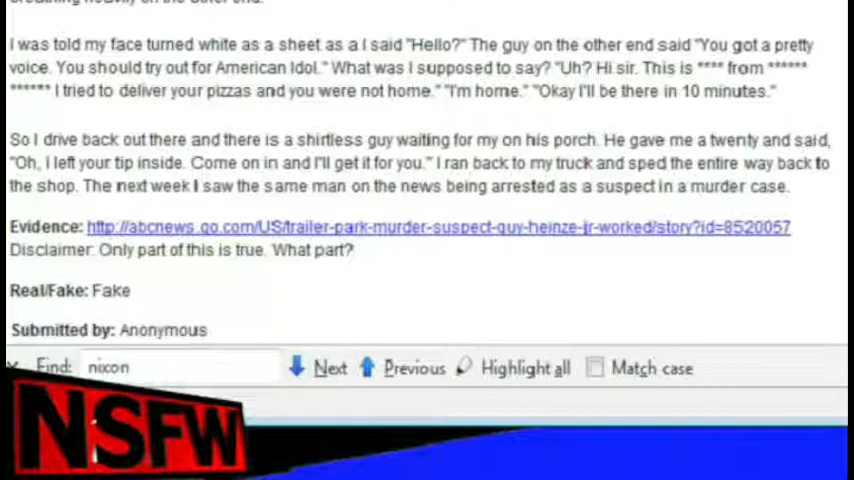 breathing heavily on the other end.
I was told my face turned white as a sheet as a I said "Hello?" The guy on the other end said "You got a pretty
voice. You should try out for American Idol." What was I supposed to say? "Uh? Hi sir. This is **** from ******
****** I tried to deliver your pizzas and you were not home." "I'm home." "Okay I'll be there in 10 minutes."
So I drive back out there and there is a shirtless guy waiting for my on his porch. He gave me a twenty and said,
"Oh, I left your tip inside. Come on in and I'll get it for you." I ran back to my truck and sped the entire way back to
the shop. The next week I saw the same man on the news being arrested as a suspect in a murder case.
Evidence: http://abcnews.go.com/US/trailer-park-murder-suspect-guy-heinze-jr-worked/story?id=8520057
Disclaimer: Only part of this is true. What part?
Real/Fake: Fake
Submitted by: Anonymous
x Find: nixon Next Previous Highlight all Match case
NSFW